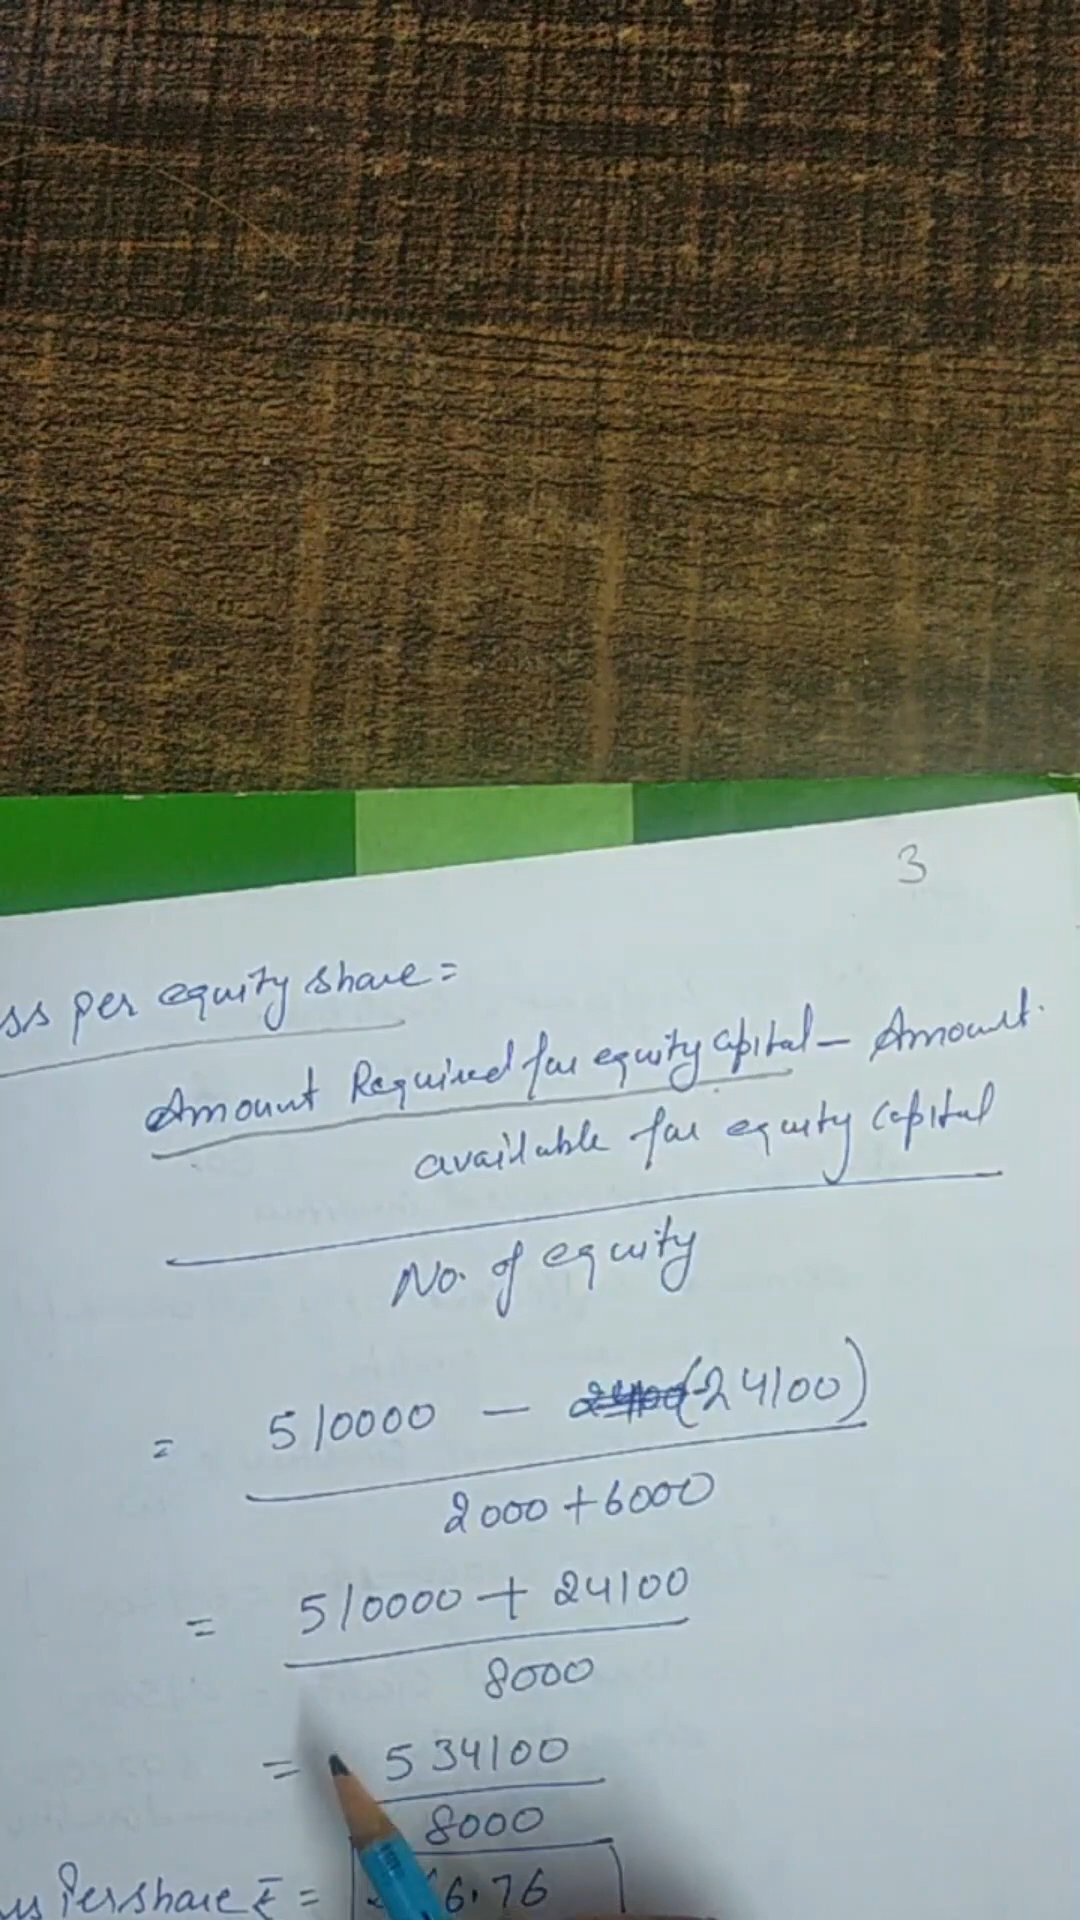 3
ss per equity share =
Amount Required for equity capital - Amount.
available for equity capital
No. of equity
= 510000 - (-24100)
2000 + 6000
= 510000 + 24100
8000
= 534100
8000
Per share ₹ = 6.76